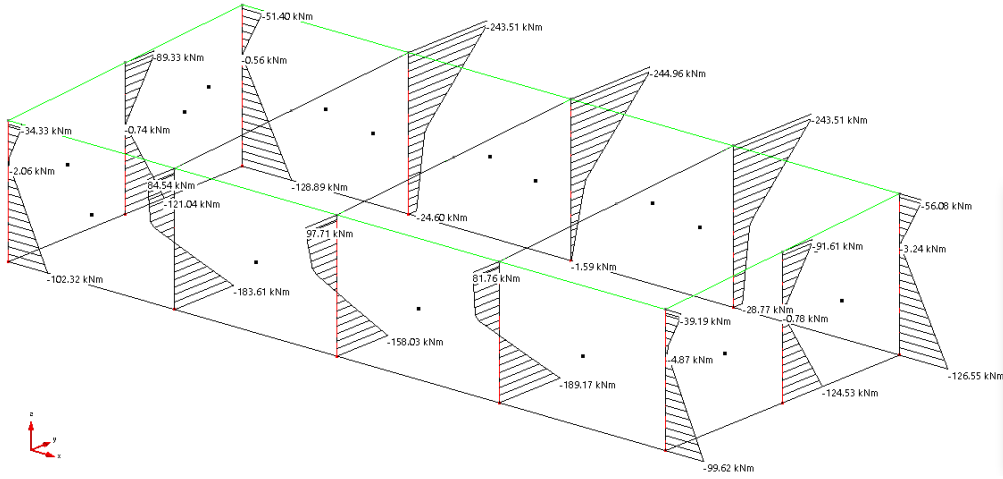 -51.40 kNm
-243.51 kNm
-89.33 kNm
-0.56 kNm
-244.96 kNm
-34.33 kNm
-0.74 kNm
-243.51 kNm
-2.06 kNm
84.54 kNm
-128.89 kNm
-121.04 kNm
-24.60 kNm
-56.08 kNm
97.71 kNm
-91.61 kNm
-3.24 kNm
-1.59 kNm
-102.32 kNm
81.76 kNm
-183.61 kNm
-28.77 kNm
-0.78 kNm
-39.19 kNm
-158.03 kNm
-4.87 kNm
-126.55 kNm
-189.17 kNm
-124.53 kNm
z
y
x
-99.62 kNm